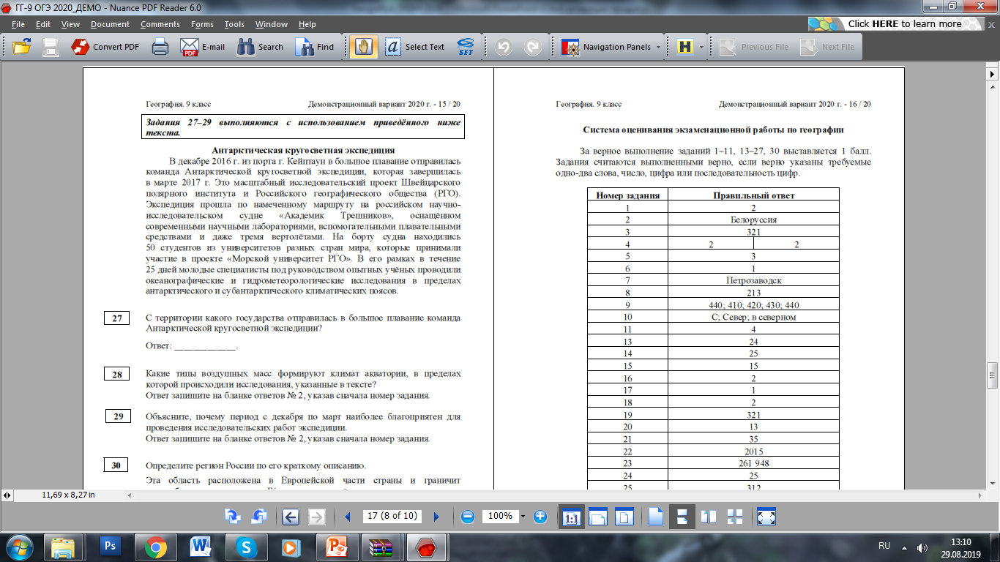 ГГ-9 ОГЭ 2020_ДЕМО - Nuance PDF Reader 6.0
File Edit View Document Comments Forms Tools Window Help
Click HERE to learn more
Convert PDF E-mail Search Find Select Text SET Navigation Panels H Previous File Next File
География. 9 класс Демонстрационный вариант 2020 г. - 15 / 20
Задания 27–29 выполняются с использованием приведённого ниже
текста.
Антарктическая кругосветная экспедиция
В декабре 2016 г. из порта г. Кейптаун в большое плавание отправилась
команда Антарктической кругосветной экспедиции, которая завершилась
в марте 2017 г. Это масштабный исследовательский проект Швейцарского
полярного института и Российского географического общества (РГО).
Экспедиция прошла по намеченному маршруту на российском научно-
исследовательском судне «Академик Трешников», оснащённом
современными научными лабораториями, вспомогательными плавательными
средствами и даже тремя вертолётами. На борту судна находились
50 студентов из университетов разных стран мира, которые принимали
участие в проекте «Морской университет РГО». В его рамках в течение
25 дней молодые специалисты под руководством опытных учёных проводили
океанографические и гидрометеорологические исследования в пределах
антарктического и субантарктического климатических поясов.
27 С территории какого государства отправилась в большое плавание команда
Антарктической кругосветной экспедиции?
Ответ: _____________.
28 Какие типы воздушных масс формируют климат акватории, в пределах
которой происходили исследования, указанные в тексте?
Ответ запишите на бланке ответов № 2, указав сначала номер задания.
29 Объясните, почему период с декабря по март наиболее благоприятен для
проведения исследовательских работ экспедиции.
Ответ запишите на бланке ответов № 2, указав сначала номер задания.
30 Определите регион России по его краткому описанию.
Эта область расположена в Европейской части страны и граничит
География. 9 класс Демонстрационный вариант 2020 г. - 16 / 20
Система оценивания экзаменационной работы по географии
За верное выполнение заданий 1–11, 13–27, 30 выставляется 1 балл.
Задания считаются выполненными верно, если верно указаны требуемые
одно-два слова, число, цифра или последовательность цифр.
Номер задания Правильный ответ
1 2
2 Белоруссия
3 321
4 2 2
5 3
6 1
7 Петрозаводск
8 213
9 440; 410; 420; 430; 440
10 С; Север; в северном
11 4
13 24
14 25
15 15
16 2
17 1
18 2
19 321
20 13
21 35
22 2015
23 261 948
24 25
25 312
11,69 x 8,27 in
17 (8 of 10) 100% 1:1
Ps W S P
RU 13:10
29.08.2019